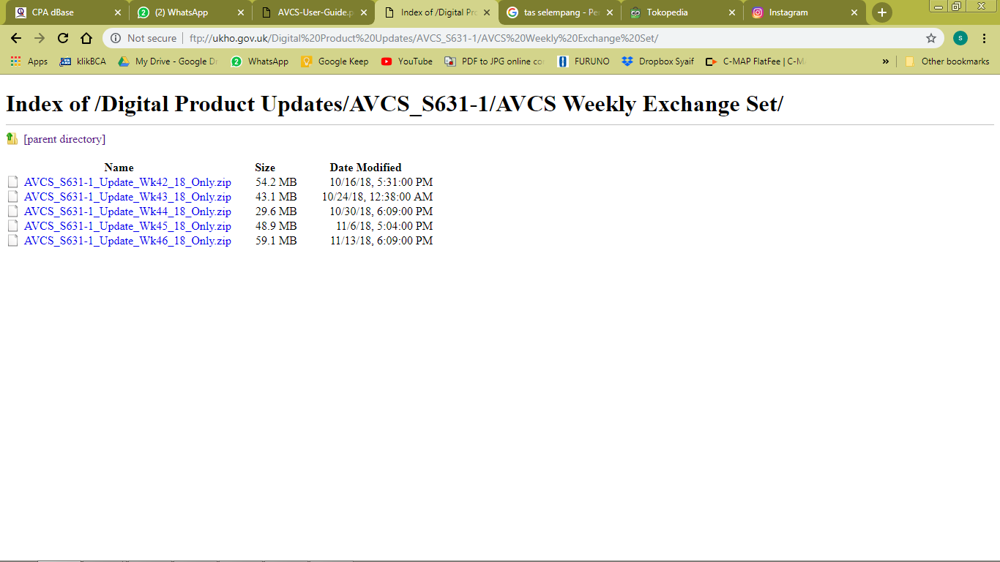 CPA dBase
(2) WhatsApp
AVCS-User-Guide.p
Index of /Digital Pro
tas selempang - Pe
Tokopedia
Instagram
Not secure ftp://ukho.gov.uk/Digital%20Product%20Updates/AVCS_S631-1/AVCS%20Weekly%20Exchange%20Set/
S
Apps klikBCA My Drive - Google Dr 2 WhatsApp Google Keep YouTube PDF to JPG online co FURUNO Dropbox Syaif C-MAP FlatFee | C-M » Other bookmarks
Index of /Digital Product Updates/AVCS_S631-1/AVCS Weekly Exchange Set/
[parent directory]
Name Size Date Modified
AVCS_S631-1_Update_Wk42_18_Only.zip 54.2 MB 10/16/18, 5:31:00 PM
AVCS_S631-1_Update_Wk43_18_Only.zip 43.1 MB 10/24/18, 12:38:00 AM
AVCS_S631-1_Update_Wk44_18_Only.zip 29.6 MB 10/30/18, 6:09:00 PM
AVCS_S631-1_Update_Wk45_18_Only.zip 48.9 MB 11/6/18, 5:04:00 PM
AVCS_S631-1_Update_Wk46_18_Only.zip 59.1 MB 11/13/18, 6:09:00 PM